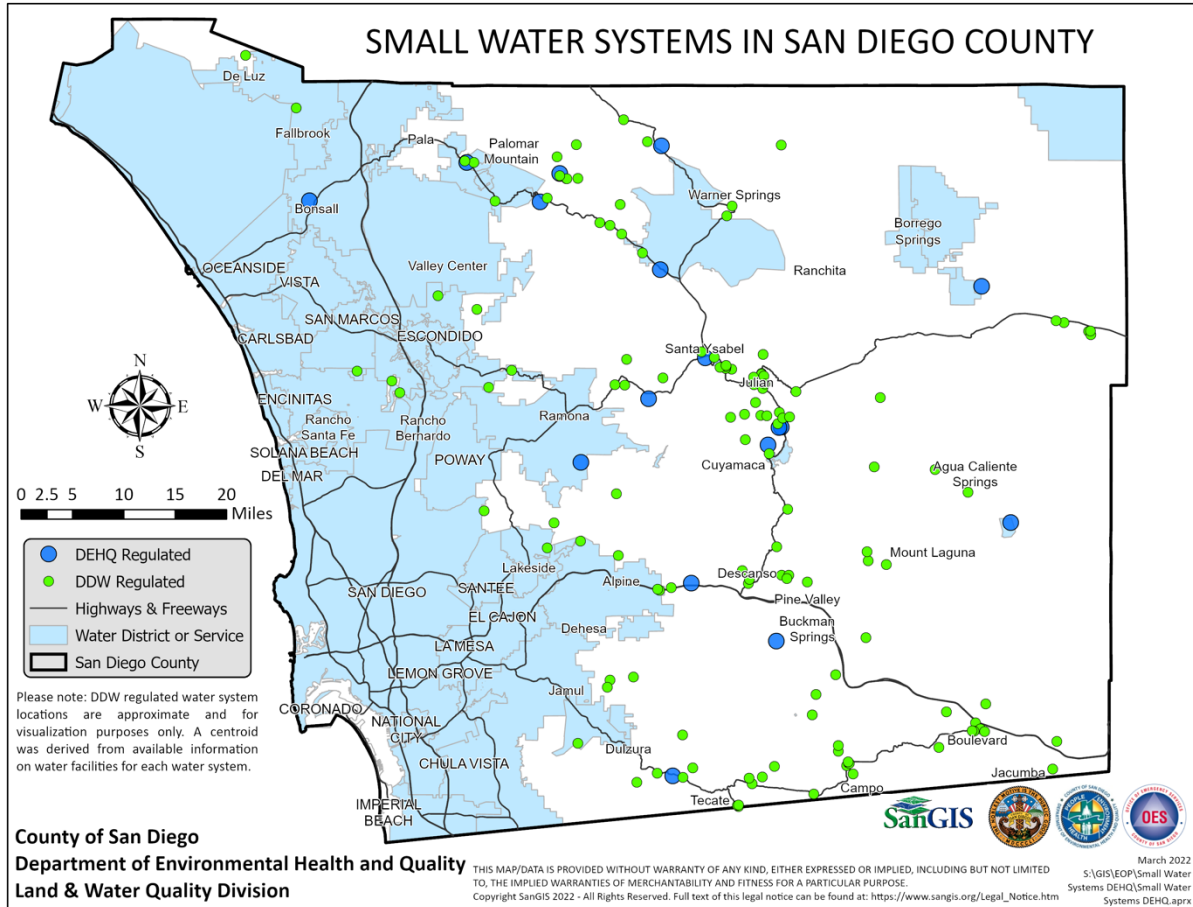 SMALL WATER SYSTEMS IN SAN DIEGO COUNTY
De Luz
Fallbrook
Pala
Palomar
Mountain
Bonsall
Warner Springs
Borrego
Springs
OCEANSIDE
VISTA
Valley Center
Ranchita
SAN MARCOS
ESCONDIDO
CARLSBAD
Santa Ysabel
Julian
N
W E
S
ENCINITAS
Rancho
Santa Fe
Rancho
Bernardo
Ramona
SOLANA BEACH
DEL MAR
POWAY
Cuyamaca
Agua Caliente
Springs
0 2.5 5 10 15 20
Miles
DEHQ Regulated
DDW Regulated
Highways & Freeways
Water District or Service
San Diego County
Lakeside
Mount Laguna
SAN DIEGO
SANTEE
Alpine
Descanso
Pine Valley
EL CAJON
Dehesa
Buckman
Springs
LA MESA
LEMON GROVE
Jamul
CORONADO
NATIONAL
CITY
Dulzura
Boulevard
CHULA VISTA
Jacumba
Campo
Tecate
IMPERIAL
BEACH
Please note: DDW regulated water system
locations are approximate and for
visualization purposes only. A centroid
was derived from available information
on water facilities for each water system.
County of San Diego
Department of Environmental Health and Quality
Land & Water Quality Division
SanGIS
OES
THIS MAP/DATA IS PROVIDED WITHOUT WARRANTY OF ANY KIND, EITHER EXPRESSED OR IMPLIED, INCLUDING BUT NOT LIMITED
TO, THE IMPLIED WARRANTIES OF MERCHANTABILITY AND FITNESS FOR A PARTICULAR PURPOSE.
Copyright SanGIS 2022 - All Rights Reserved. Full text of this legal notice can be found at: https://www.sangis.org/Legal_Notice.htm
March 2022
S:\GIS\EOP\Small Water
Systems DEHQ\Small Water
Systems DEHQ.aprx